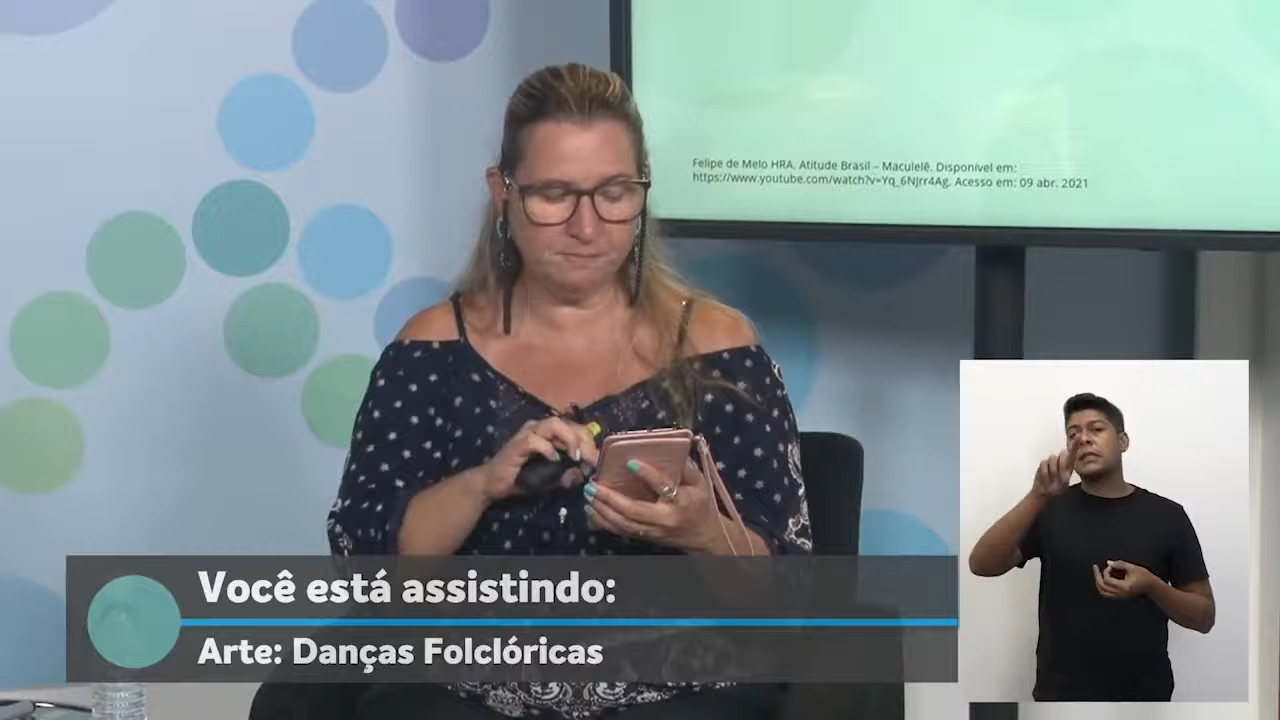 Felipe de Melo HRA. Atitude Brasil – Maculelê. Disponível em:
https://www.youtube.com/watch?v=Yq_6NJrr4Ag. Acesso em: 09 abr. 2021
Você está assistindo:
Arte: Danças Folclóricas